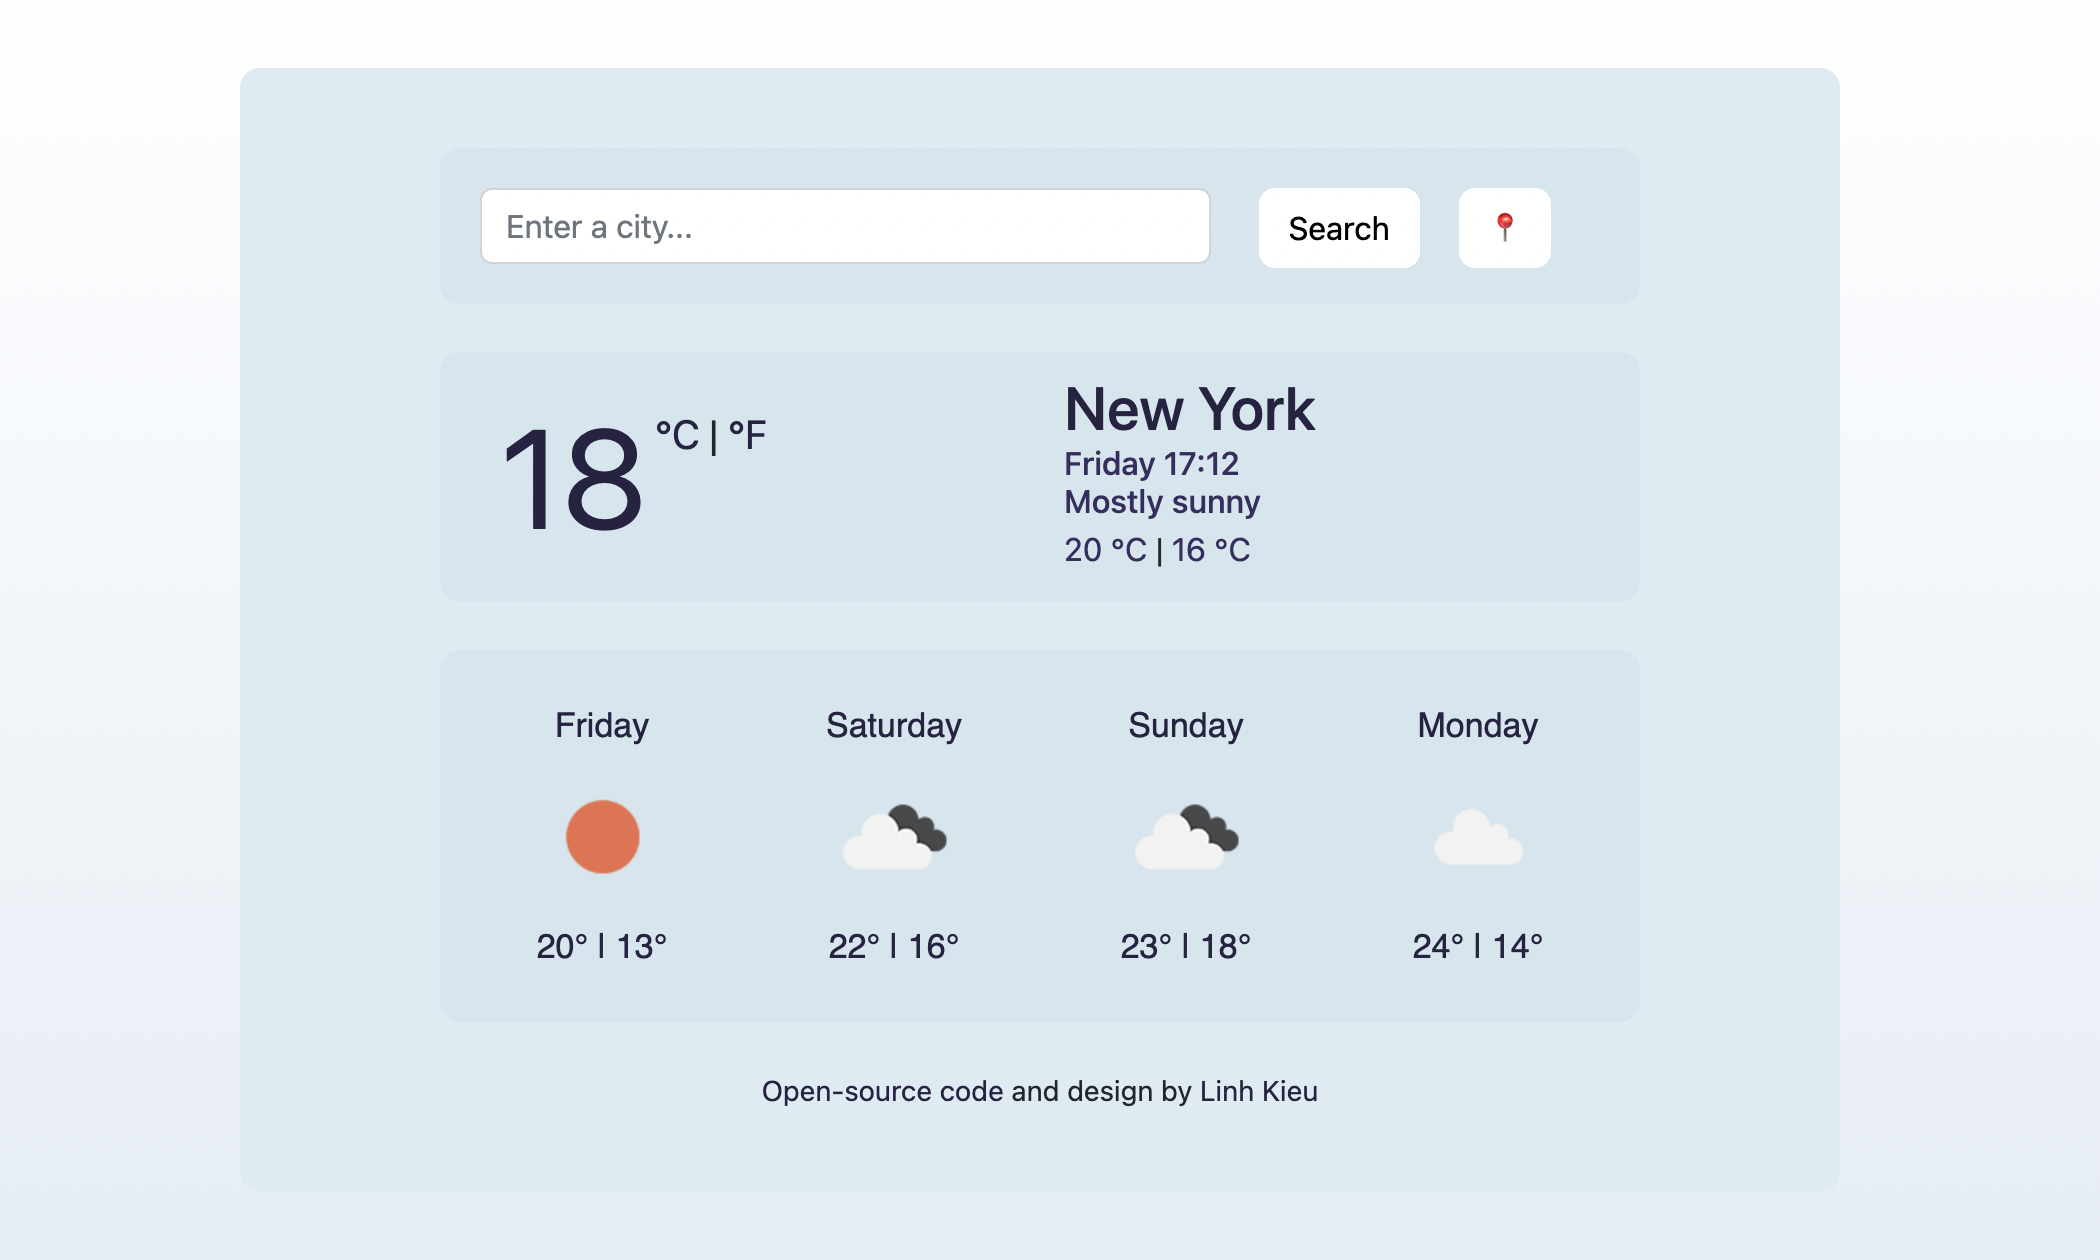 Enter a city...
Search
18 °C | °F
New York
Friday 17:12
Mostly sunny
20 °C | 16 °C
Friday
Saturday
Sunday
Monday
20° | 13°
22° | 16°
23° | 18°
24° | 14°
Open-source code and design by Linh Kieu